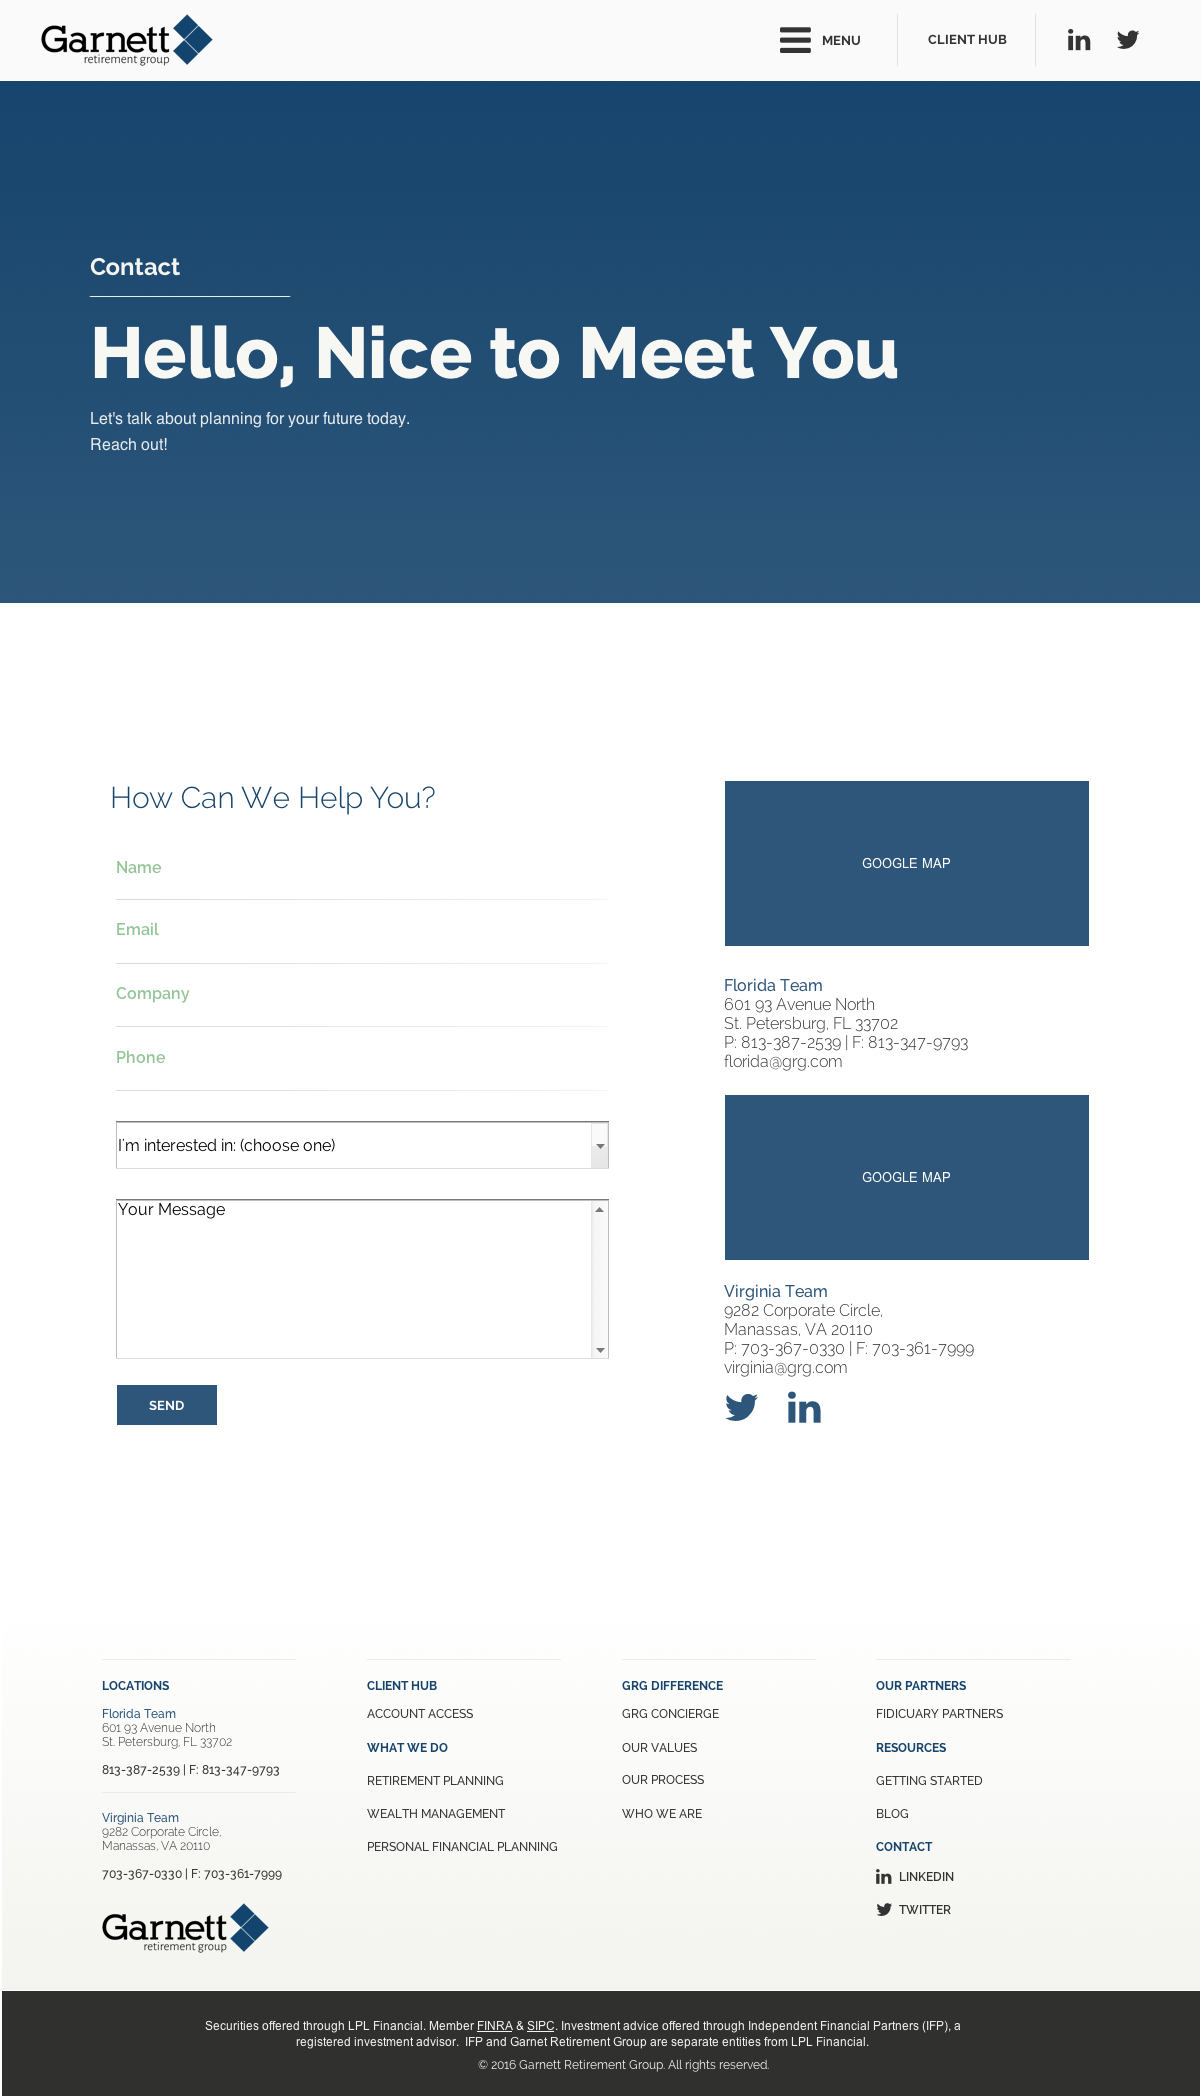 Garnett
retirement group
MENU
CLIENT HUB
in
Contact
Hello, Nice to Meet You
Let's talk about planning for your future today.
Reach out!
How Can We Help You?
Name
Email
Company
Phone
I'm interested in: (choose one)
Your Message
SEND
GOOGLE MAP
Florida Team
601 93 Avenue North
St. Petersburg, FL 33702
P: 813-387-2539 | F: 813-347-9793
florida@grg.com
GOOGLE MAP
Virginia Team
9282 Corporate Circle,
Manassas, VA 20110
P: 703-367-0330 | F: 703-361-7999
virginia@grg.com
in
LOCATIONS
Florida Team
601 93 Avenue North
St. Petersburg, FL 33702
813-387-2539 | F: 813-347-9793
Virginia Team
9282 Corporate Circle,
Manassas, VA 20110
703-367-0330 | F: 703-361-7999
Garnett
retirement group
CLIENT HUB
ACCOUNT ACCESS
WHAT WE DO
RETIREMENT PLANNING
WEALTH MANAGEMENT
PERSONAL FINANCIAL PLANNING
GRG DIFFERENCE
GRG CONCIERGE
OUR VALUES
OUR PROCESS
WHO WE ARE
OUR PARTNERS
FIDICUARY PARTNERS
RESOURCES
GETTING STARTED
BLOG
CONTACT
in LINKEDIN
TWITTER
Securities offered through LPL Financial. Member FINRA & SIPC. Investment advice offered through Independent Financial Partners (IFP), a
registered investment advisor. IFP and Garnet Retirement Group are separate entities from LPL Financial.
© 2016 Garnett Retirement Group. All rights reserved.